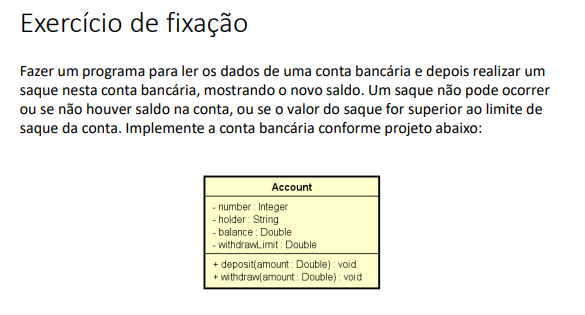 Exercício de fixação
Fazer um programa para ler os dados de uma conta bancária e depois realizar um
saque nesta conta bancária, mostrando o novo saldo. Um saque não pode ocorrer
ou se não houver saldo na conta, ou se o valor do saque for superior ao limite de
saque da conta. Implemente a conta bancária conforme projeto abaixo:
Account
- number : Integer
- holder : String
- balance : Double
- withdrawLimit : Double
+ deposit(amount : Double) : void
+ withdraw(amount : Double) : void